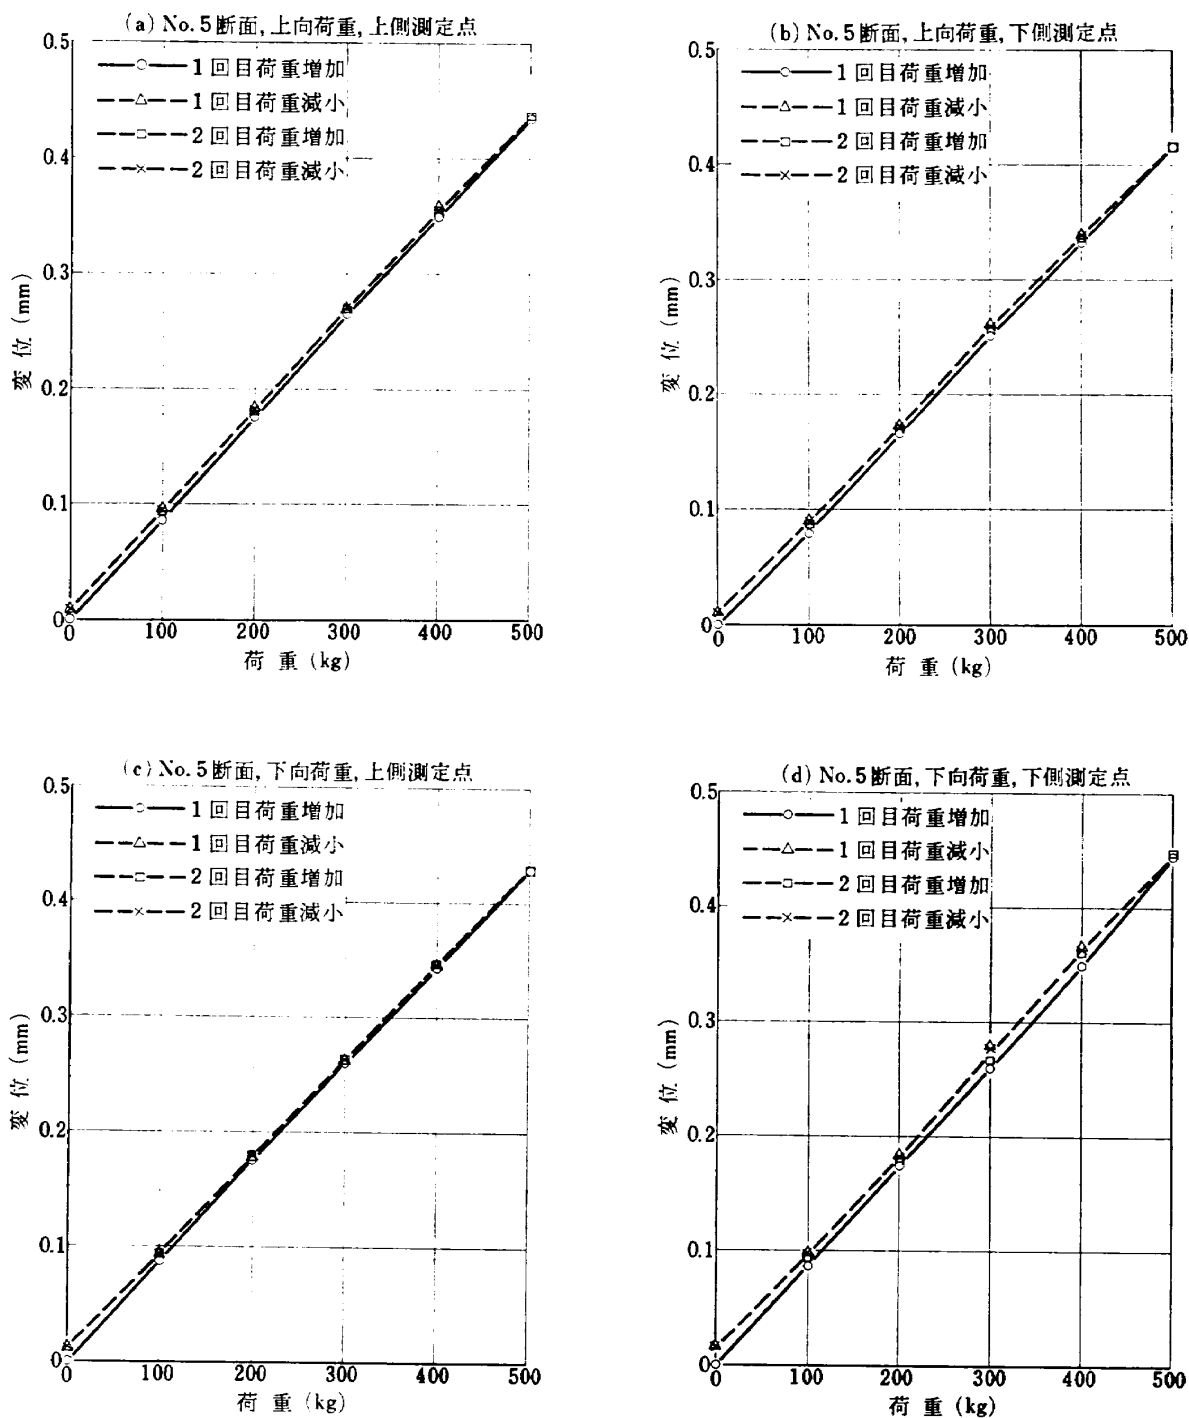 (a) No.5断面,上向荷重,上側測定点
0.5
1回目荷重増加
1回目荷重減小
2回目荷重増加
2回目荷重減小
0.4
0.3
0.2
0.1
0
変位(mm)
0 100 200 300 400 500
荷重(kg)
(b) No.5断面,上向荷重,下側測定点
0.5
1回目荷重増加
1回目荷重減小
2回目荷重増加
2回目荷重減小
0.4
0.3
0.2
0.1
0
変位(mm)
0 100 200 300 400 500
荷重(kg)
(c) No.5断面,下向荷重,上側測定点
0.5
1回目荷重増加
1回目荷重減小
2回目荷重増加
2回目荷重減小
0.4
0.3
0.2
0.1
0
変位(mm)
0 100 200 300 400 500
荷重(kg)
(d) No.5断面,下向荷重,下側測定点
0.5
1回目荷重増加
1回目荷重減小
2回目荷重増加
2回目荷重減小
0.4
0.3
0.2
0.1
0
変位(mm)
0 100 200 300 400 500
荷重(kg)